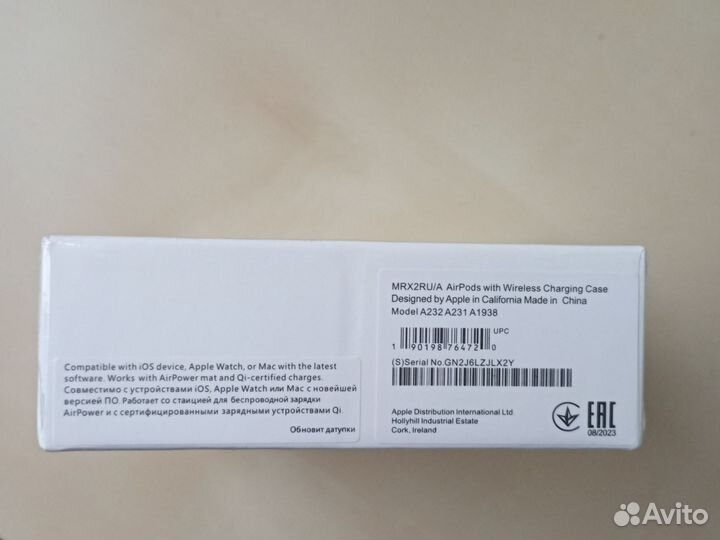 MRX2RU/A AirPods with Wireless Charging Case
Designed by Apple in California Made in China
Model A232 A231 A1938
UPC
1 90198 76472 0
(S)Serial No.GN2J6LZJLX2Y
Apple Distribution International Ltd
Hollyhill Industrial Estate
Cork, Ireland
EAC
08/2023
Compatible with iOS device, Apple Watch, or Mac with the latest
software. Works with AirPower mat and Qi-certified charges.
Совместимо с устройствами iOS, Apple Watch или Mac с новейшей
версией ПО. Работает со стацией для беспроводной зарядки
AirPower и с сертифицированными зарядными устройствами Qi.
Обновит датупки
Avito